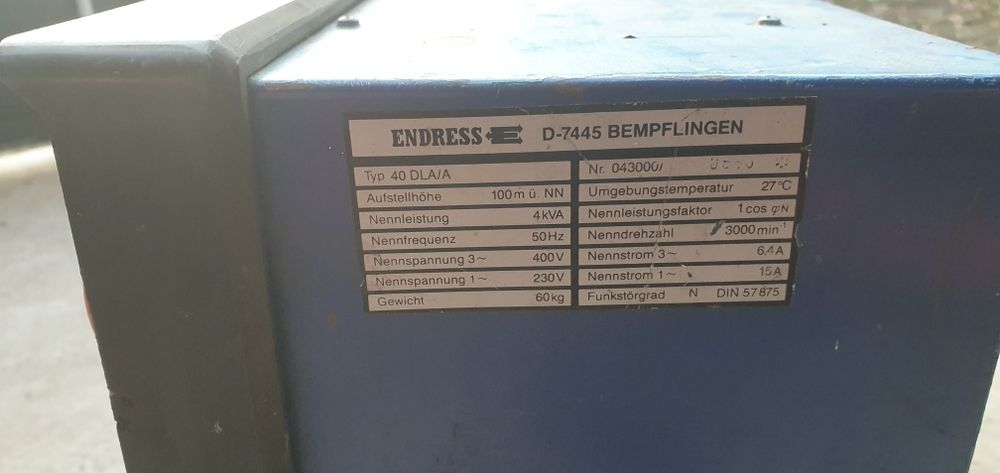 ENDRESS D-7445 BEMPFLINGEN
Typ 40 DLA/A
Aufstellhöhe 100 m ü. NN
Nennleistung 4 kVA
Nennfrequenz 50 Hz
Nennspannung 3~ 400 V
Nennspannung 1~ 230 V
Gewicht 60 kg
Nr. 043000/
Umgebungstemperatur 27°C
Nennleistungsfaktor 1 cos φN
Nenndrehzahl 3000 min⁻¹
Nennstrom 3~ 6,4 A
Nennstrom 1~ 15 A
Funkstörgrad N DIN 57875